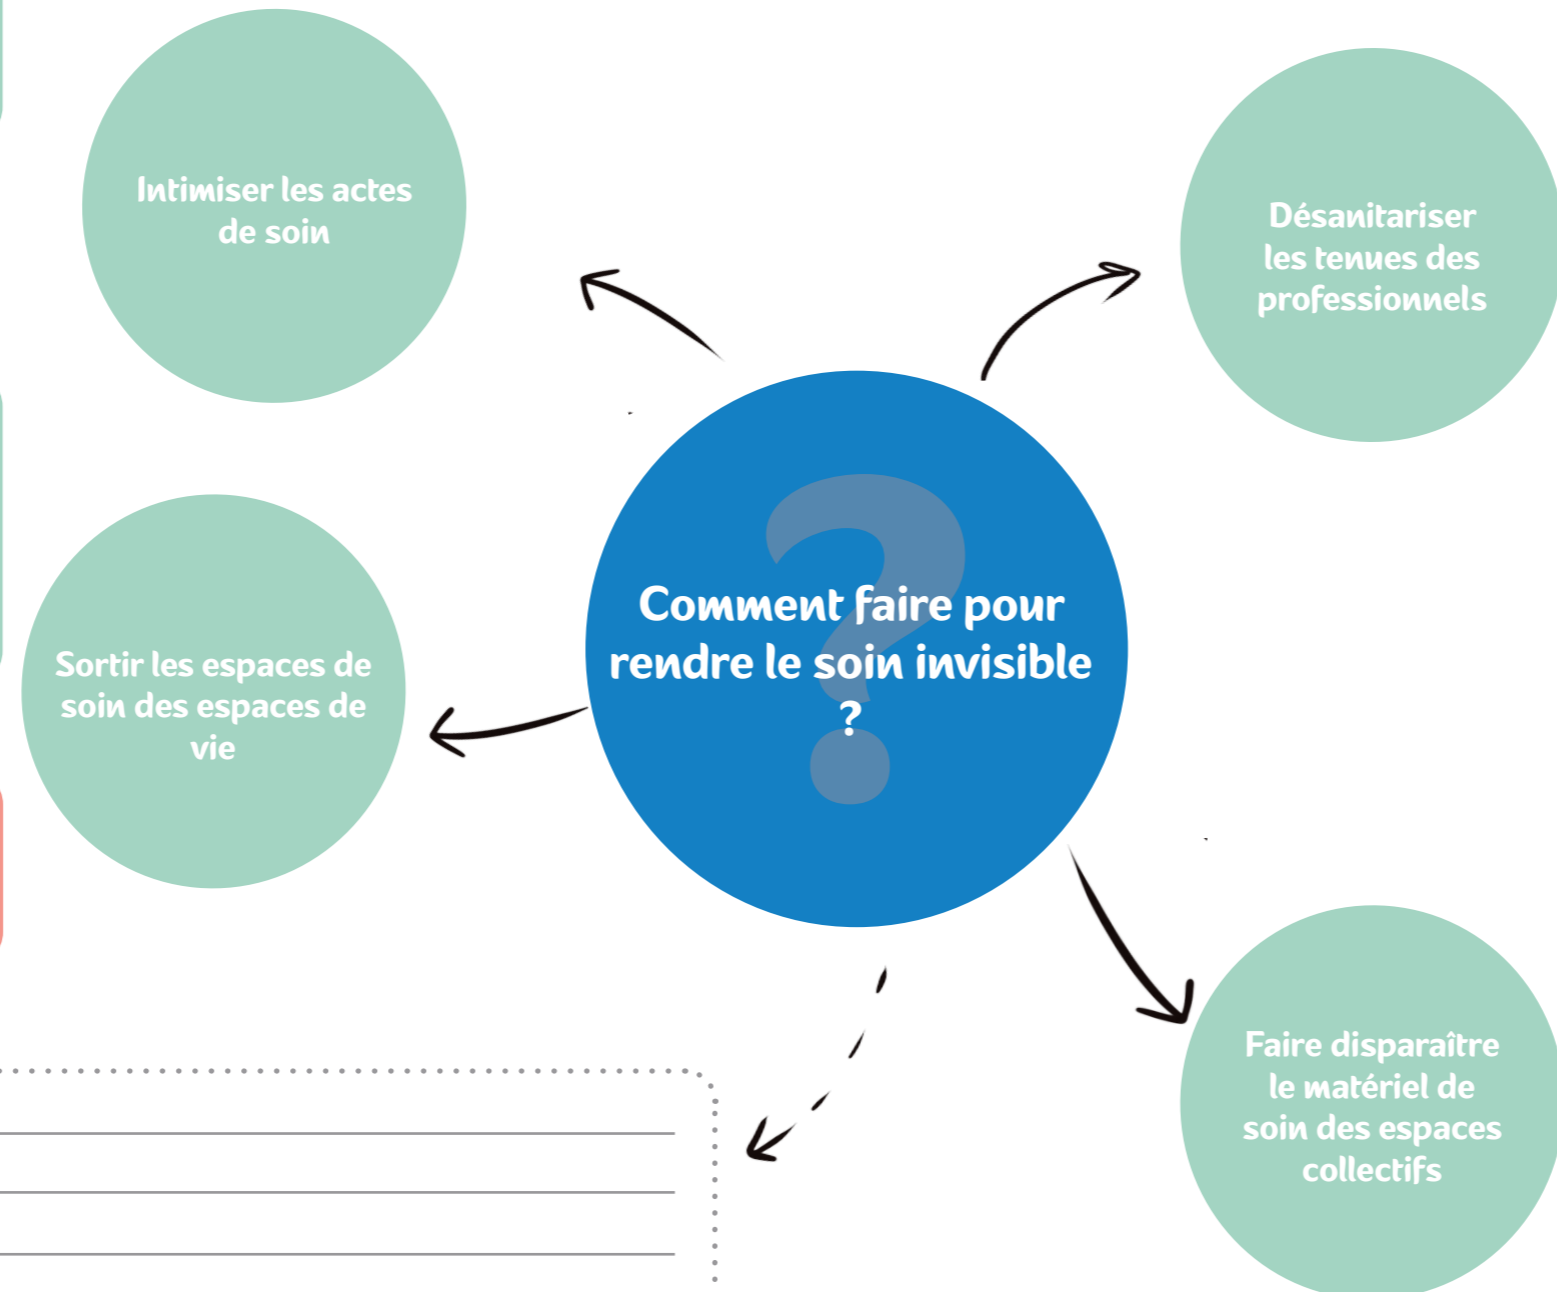 Intimiser les actes
de soin
Désanitariser
les tenues des
professionnels
Comment faire pour
rendre le soin invisible
?
Sortir les espaces de
soin des espaces de
vie
Faire disparaître
le matériel de
soin des espaces
collectifs